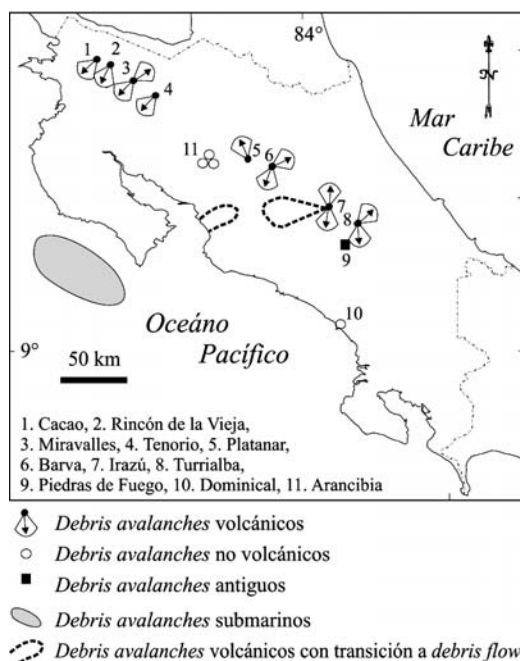 84°
1
2
3
4
N
Mar
Caribe
11
5
6
7
8
9
10
Oceáno
Pacífico
9°
50 km
1. Cacao, 2. Rincón de la Vieja,
3. Miravalles, 4. Tenorio, 5. Platanar,
6. Barva, 7. Irazú, 8. Turrialba,
9. Piedras de Fuego, 10. Dominical, 11. Arancibia
Debris avalanches volcánicos
Debris avalanches no volcánicos
Debris avalanches antiguos
Debris avalanches submarinos
Debris avalanches volcánicos con transición a debris flow